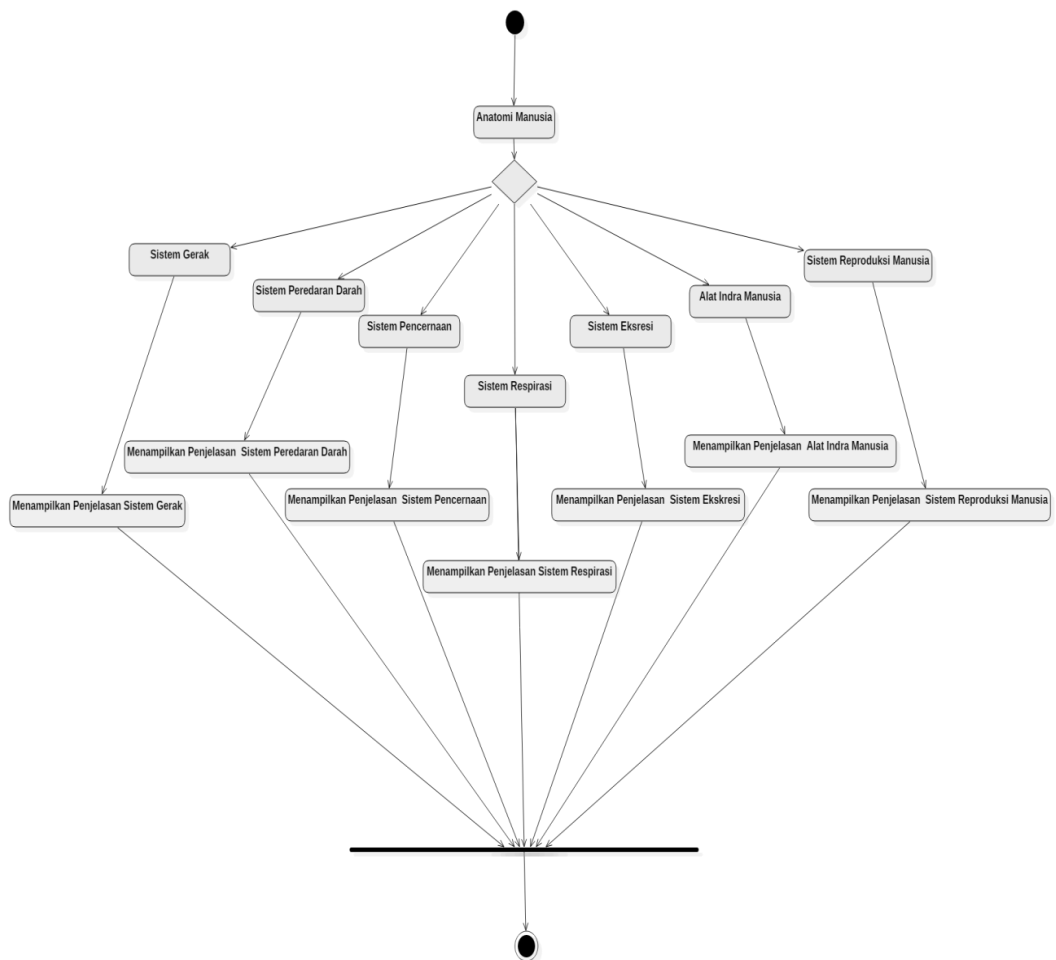 Anatomi Manusia
Sistem Gerak
Sistem Peredaran Darah
Sistem Pencernaan
Sistem Respirasi
Sistem Eksresi
Alat Indra Manusia
Sistem Reproduksi Manusia
Menampilkan Penjelasan Sistem Gerak
Menampilkan Penjelasan Sistem Peredaran Darah
Menampilkan Penjelasan Sistem Pencernaan
Menampilkan Penjelasan Sistem Respirasi
Menampilkan Penjelasan Sistem Ekskresi
Menampilkan Penjelasan Alat Indra Manusia
Menampilkan Penjelasan Sistem Reproduksi Manusia